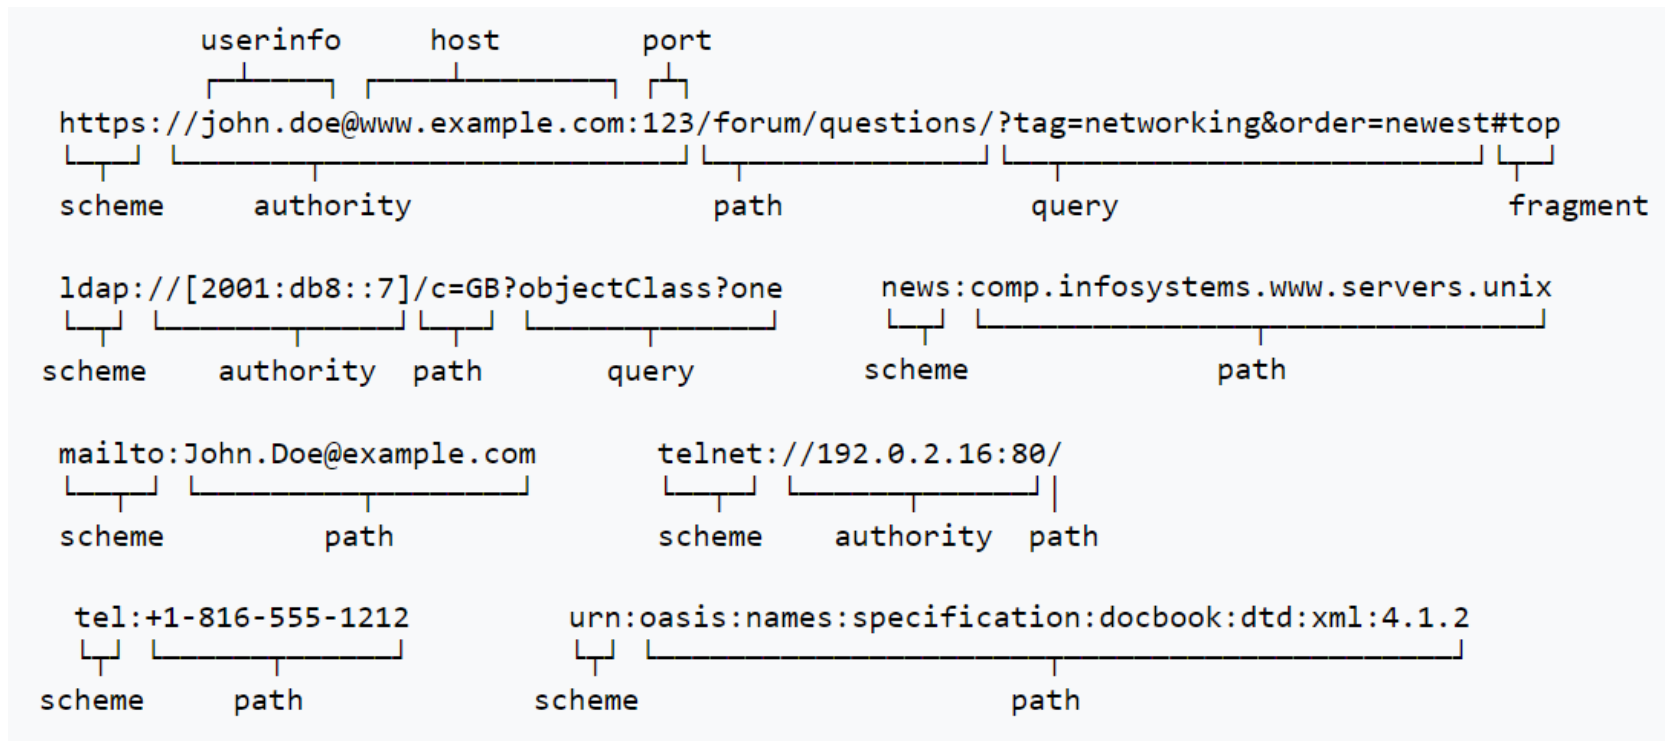 userinfo host port
https://john.doe@www.example.com:123/forum/questions/?tag=networking&order=newest#top
scheme authority path query fragment
ldap://[2001:db8::7]/c=GB?objectClass?one news:comp.infosystems.www.servers.unix
scheme authority path query scheme path
mailto:John.Doe@example.com telnet://192.0.2.16:80/
scheme path scheme authority path
tel:+1-816-555-1212 urn:oasis:names:specification:docbook:dtd:xml:4.1.2
scheme path scheme path